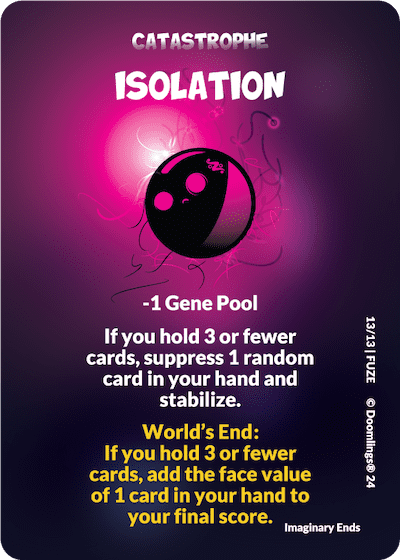 CATASTROPHE
ISOLATION
-1 Gene Pool
If you hold 3 or fewer
cards, suppress 1 random
card in your hand and
stabilize.
World's End:
If you hold 3 or fewer
cards, add the face value
of 1 card in your hand to
your final score.
Imaginary Ends
13/13 | FUZE © Doomlings® 24